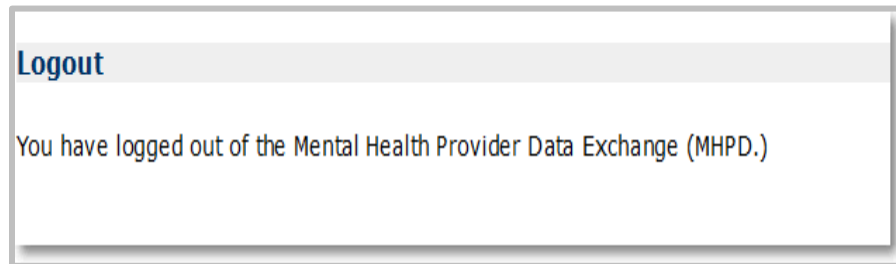 Logout
You have logged out of the Mental Health Provider Data Exchange (MHPD.)